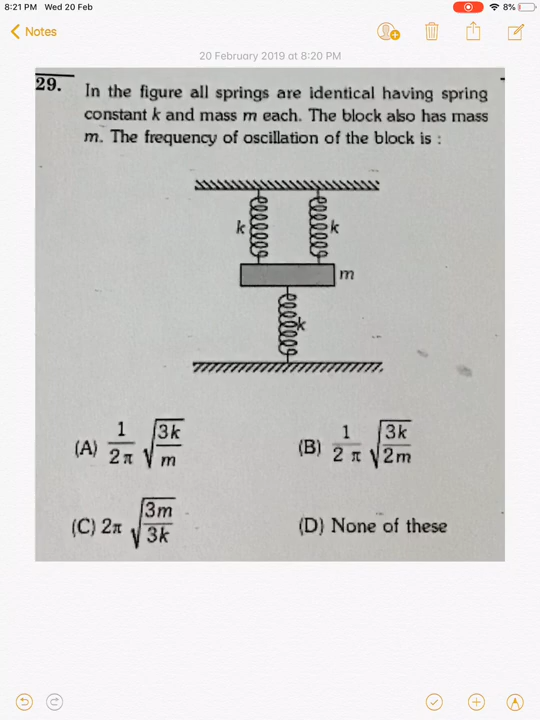 8:21 PM Wed 20 Feb
8%
Notes
20 February 2019 at 8:20 PM
29. In the figure all springs are identical having spring
constant k and mass m each. The block also has mass
m. The frequency of oscillation of the block is :
k k
m
k
(A) 1/2π √3k/m
(B) 1/2 π √3k/2m
(C) 2π √3m/3k
(D) None of these